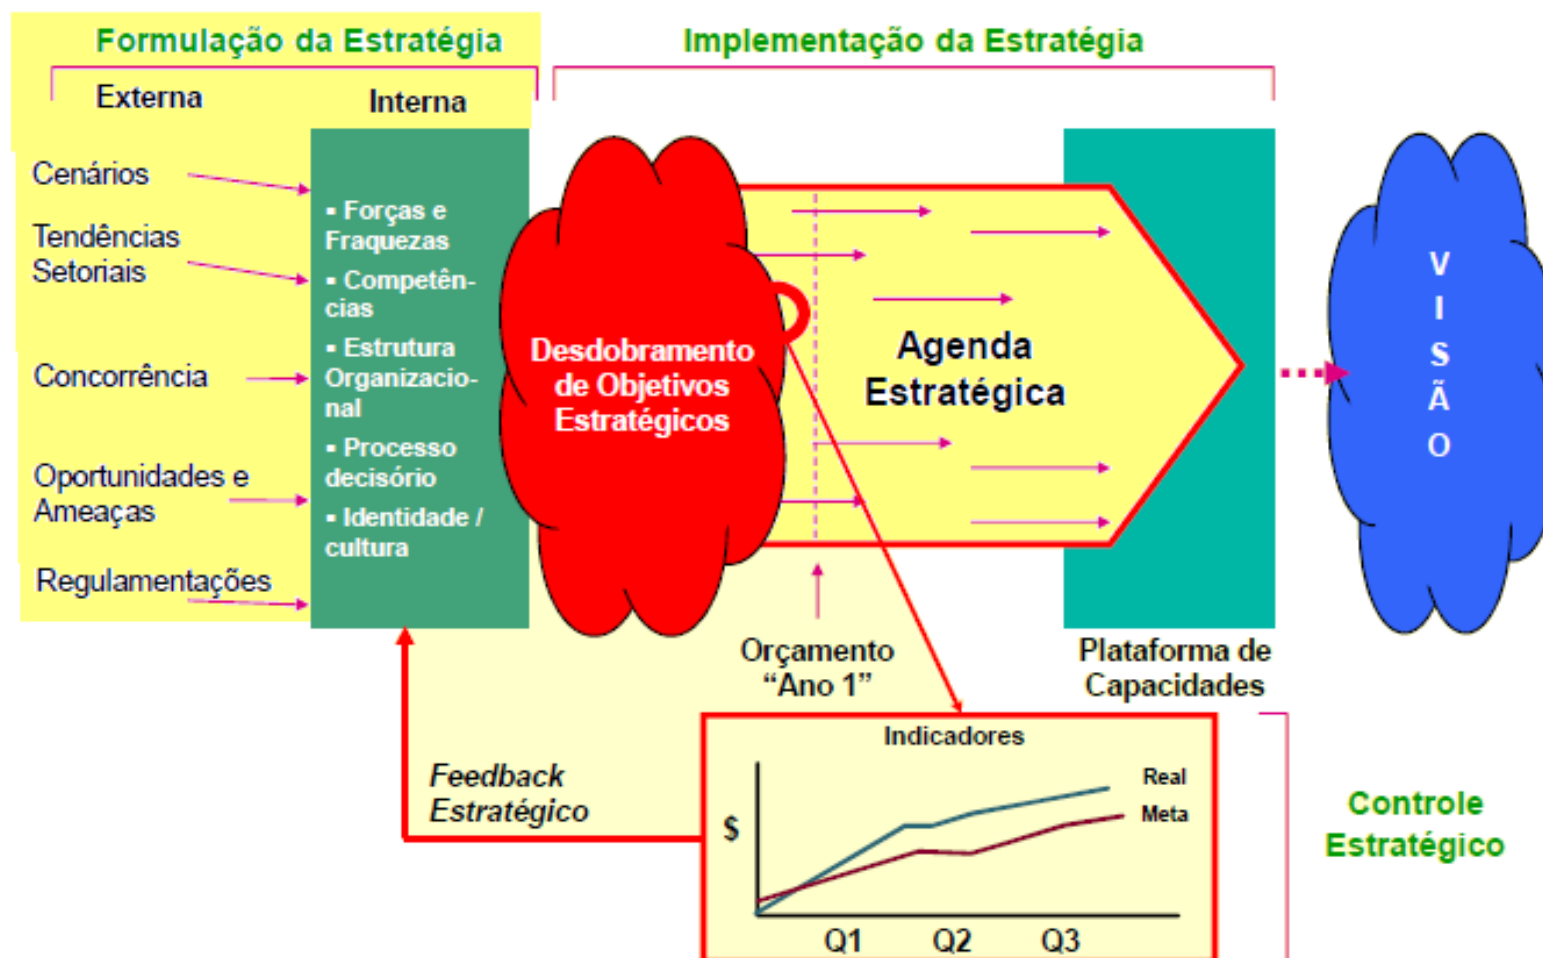 Formulação da Estratégia
Implementação da Estratégia
Externa
Interna
Cenários
Tendências
Setoriais
Concorrência
Oportunidades e
Ameaças
Regulamentações
▪ Forças e
Fraquezas
▪ Competên-
cias
▪ Estrutura
Organizacio-
nal
▪ Processo
decisório
▪ Identidade /
cultura
Desdobramento
de Objetivos
Estratégicos
Agenda
Estratégica
V
I
S
Ã
O
Orçamento
“Ano 1”
Plataforma de
Capacidades
Feedback
Estratégico
Indicadores
Real
Meta
$
Q1 Q2 Q3
Controle
Estratégico